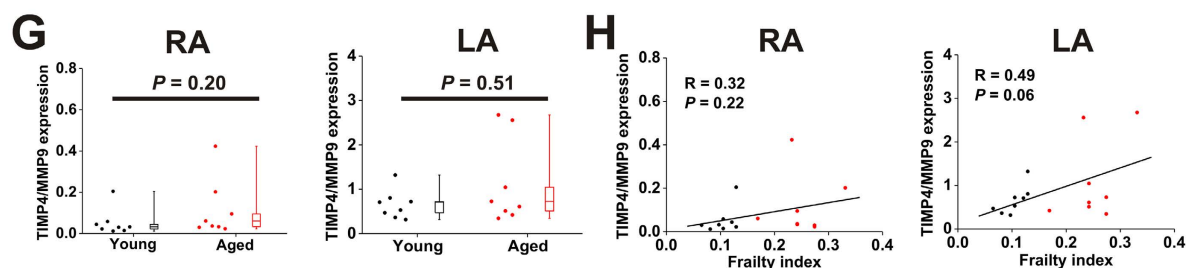 G
RA
TIMP4/MMP9 expression
0.8
0.6
0.4
0.2
0.0
P = 0.20
Young
Aged
LA
TIMP4/MMP9 expression
4
3
2
1
0
P = 0.51
Young
Aged
H
RA
TIMP4/MMP9 expression
0.8
0.6
0.4
0.2
0.0
R = 0.32
P = 0.22
0.0
0.1
0.2
0.3
0.4
Frailty index
LA
TIMP4/MMP9 expression
4
3
2
1
0
R = 0.49
P = 0.06
0.0
0.1
0.2
0.3
0.4
Frailty index